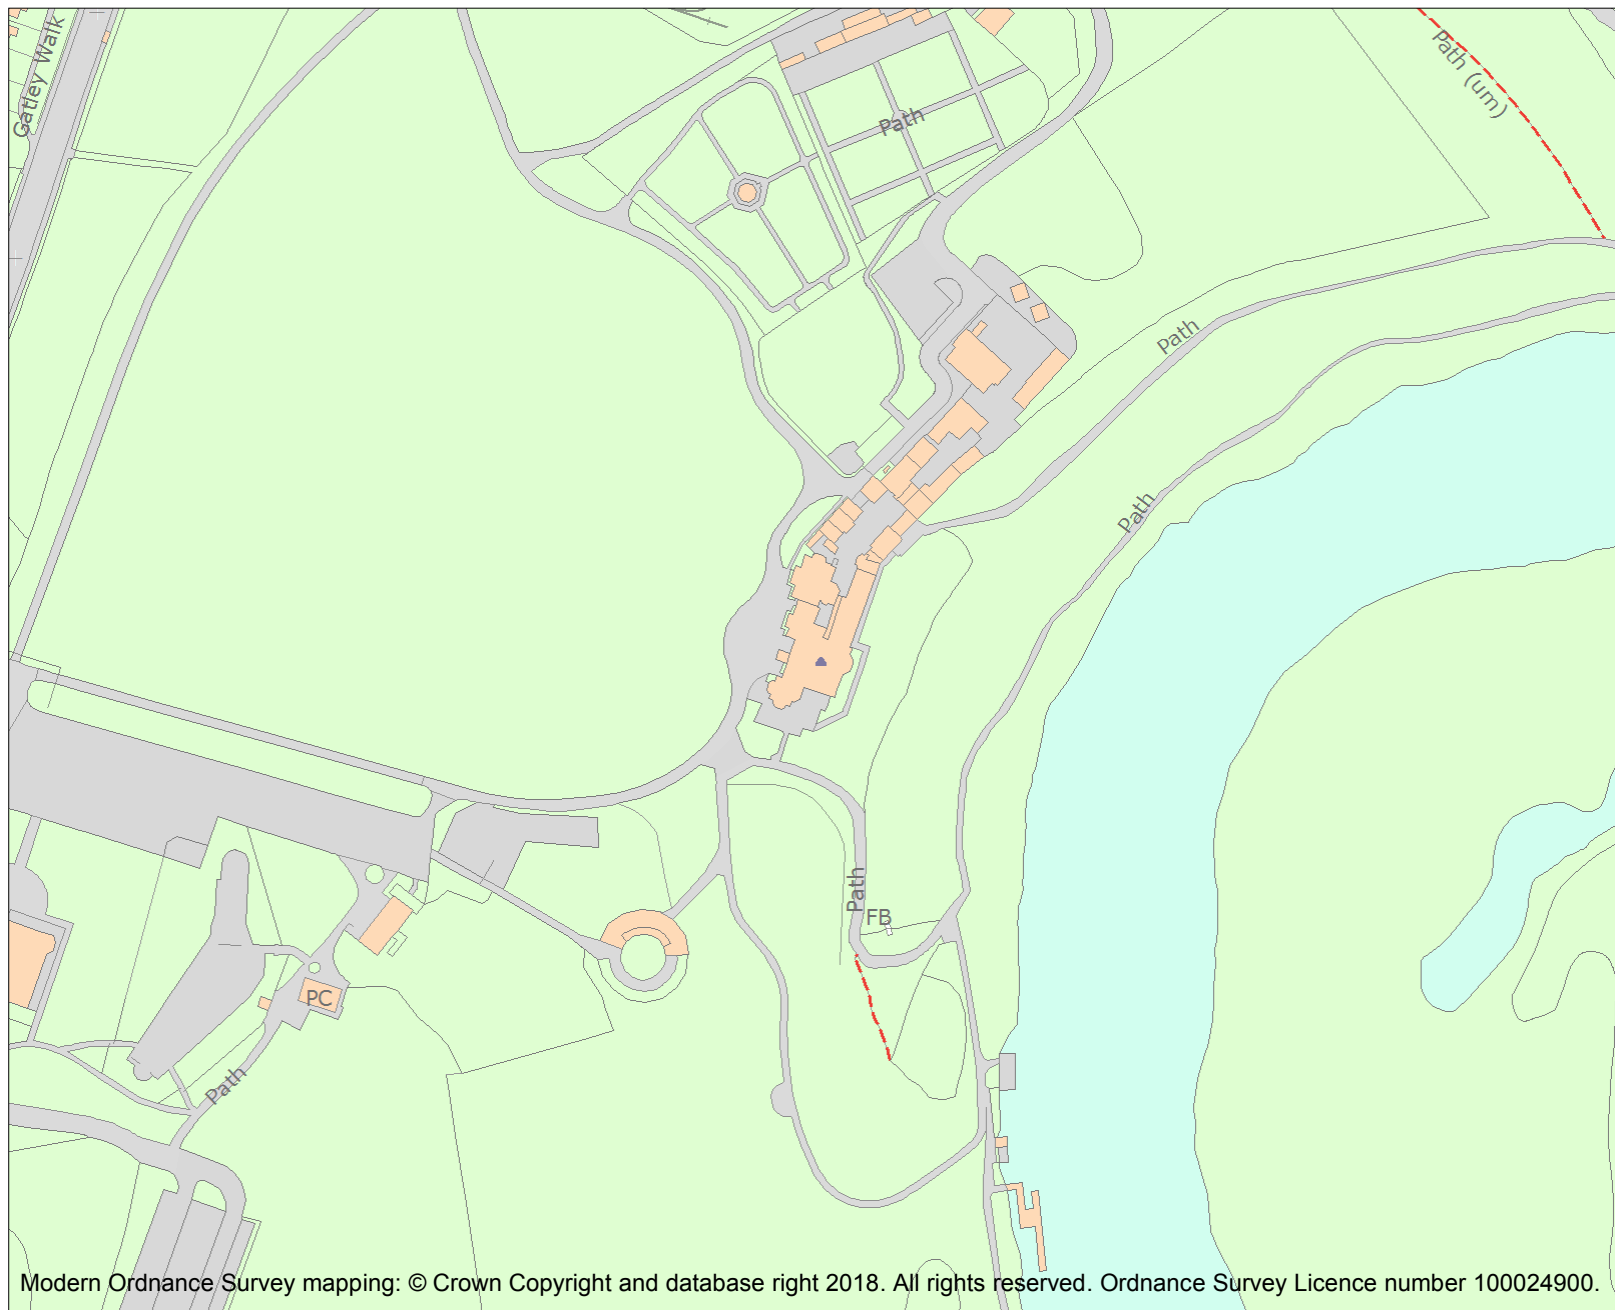 Gatley Walk
Path (um)
Path
Path
Path
Path
FB
PC
Path
Modern Ordnance Survey mapping: © Crown Copyright and database right 2018. All rights reserved. Ordnance Survey Licence number 100024900.